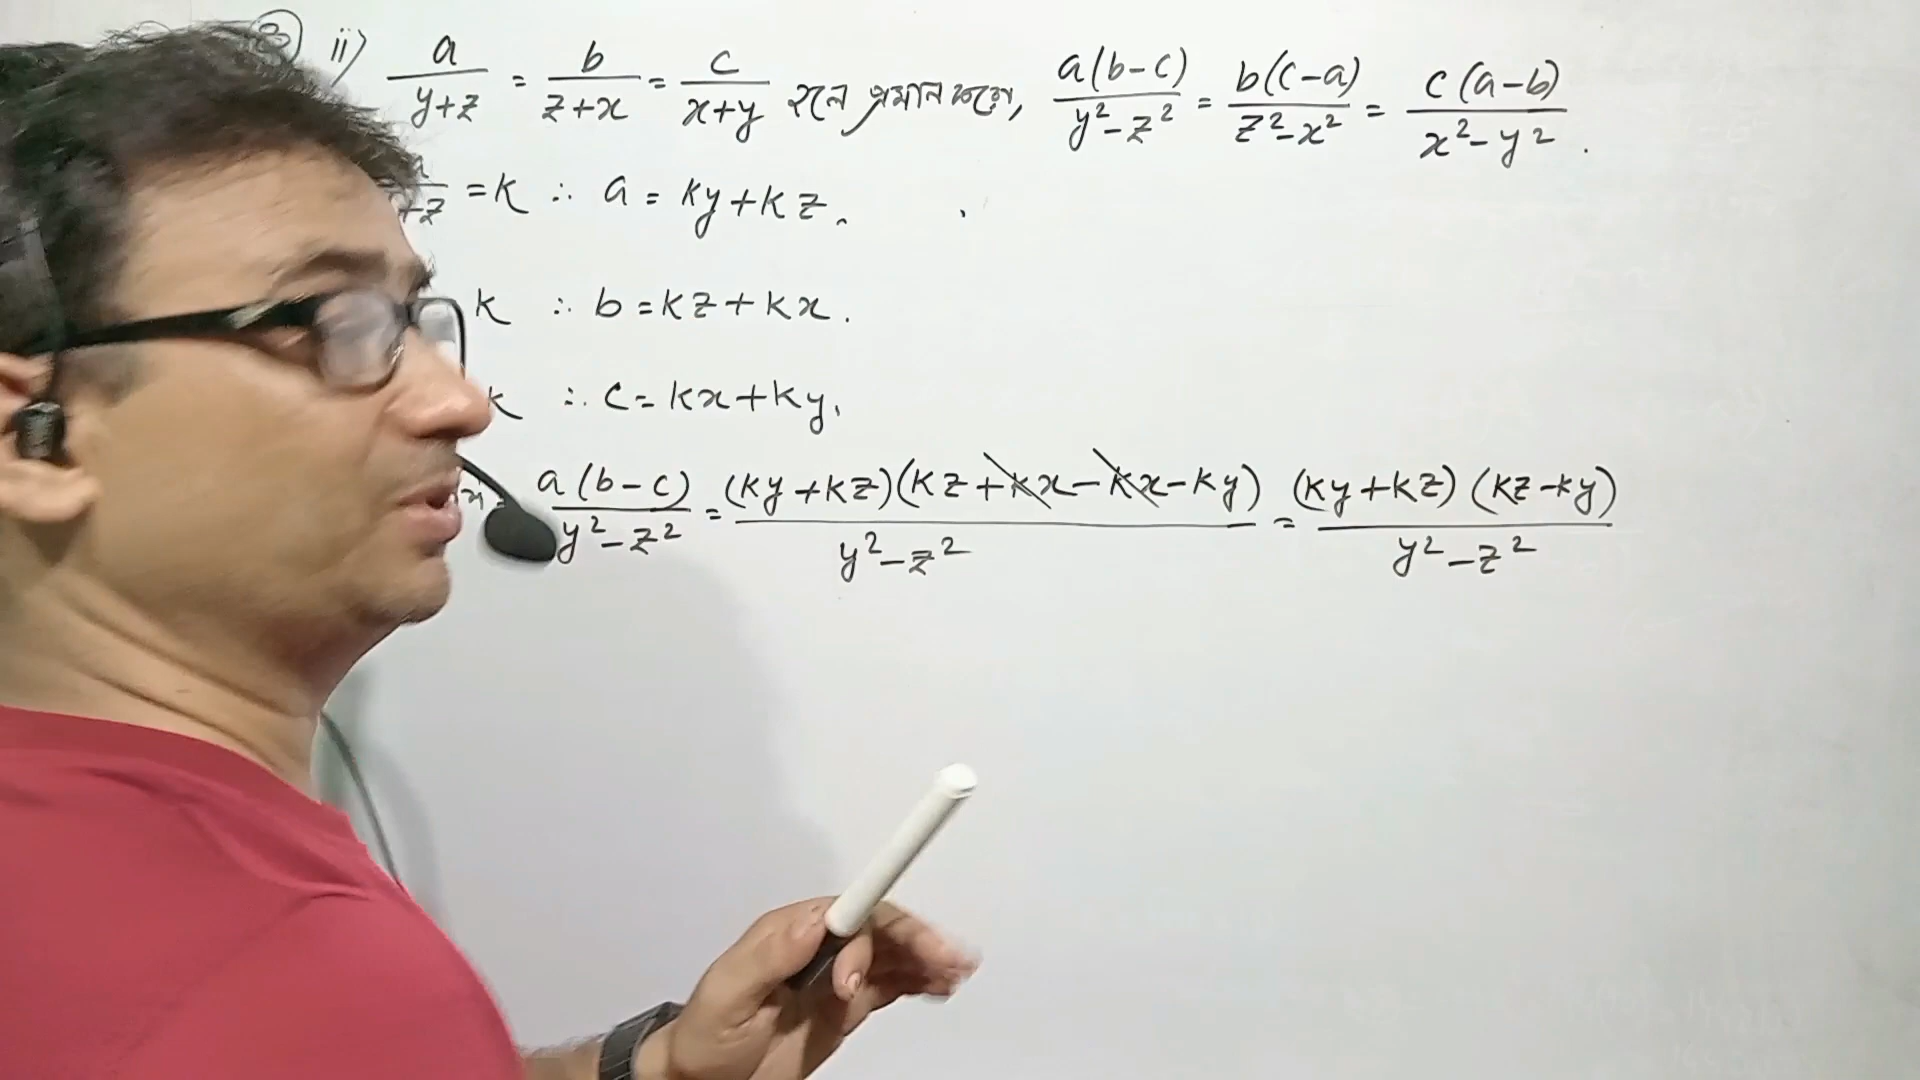 ii) a/(y+z) = b/(z+x) = c/(x+y) হলে প্রমান করো, a(b-c)/(y²-z²) = b(c-a)/(z²-x²) = c(a-b)/(x²-y²).
= k ∴ a = ky+kz.
k ∴ b = kz+kx.
k ∴ c = kx+ky.
a(b-c)/(y²-z²) = (ky+kz)(kz+kx-kx-ky)/(y²-z²) = (ky+kz)(kz-ky)/(y²-z²)